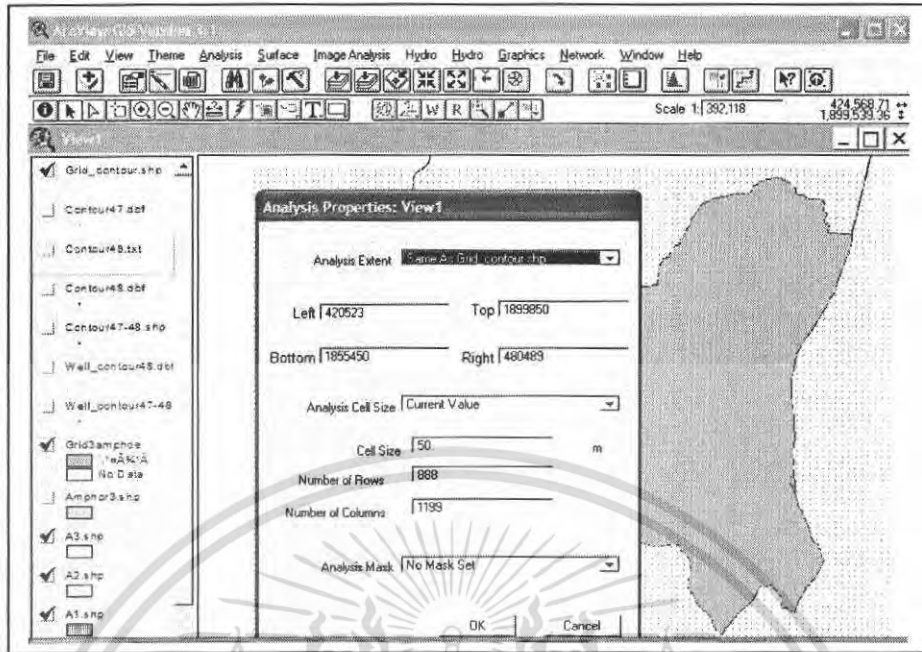 ArcView GIS Version 3.1
File Edit View Theme Analysis Surface Image Analysis Hydro Hydro Graphics Network Window Help
W R Scale 1: 392,118 424,568.71
1,899,539.36
View1
Grid_contour.shp
Contour47.dbf
Contour48.txt
Contour48.dbf
Contour47-48.shp
Well_contour48.dbf
Well_contour47-48
Grid3amphoe
No Data
Amphor3.shp
A3.shp
A2.shp
A1.shp
Analysis Properties: View1
Analysis Extent Same As Grid_contour.shp
Left 420523 Top 1899850
Bottom 1855450 Right 480489
Analysis Cell Size Current Value
Cell Size 50 m
Number of Rows 888
Number of Columns 1199
Analysis Mask No Mask Set
OK Cancel